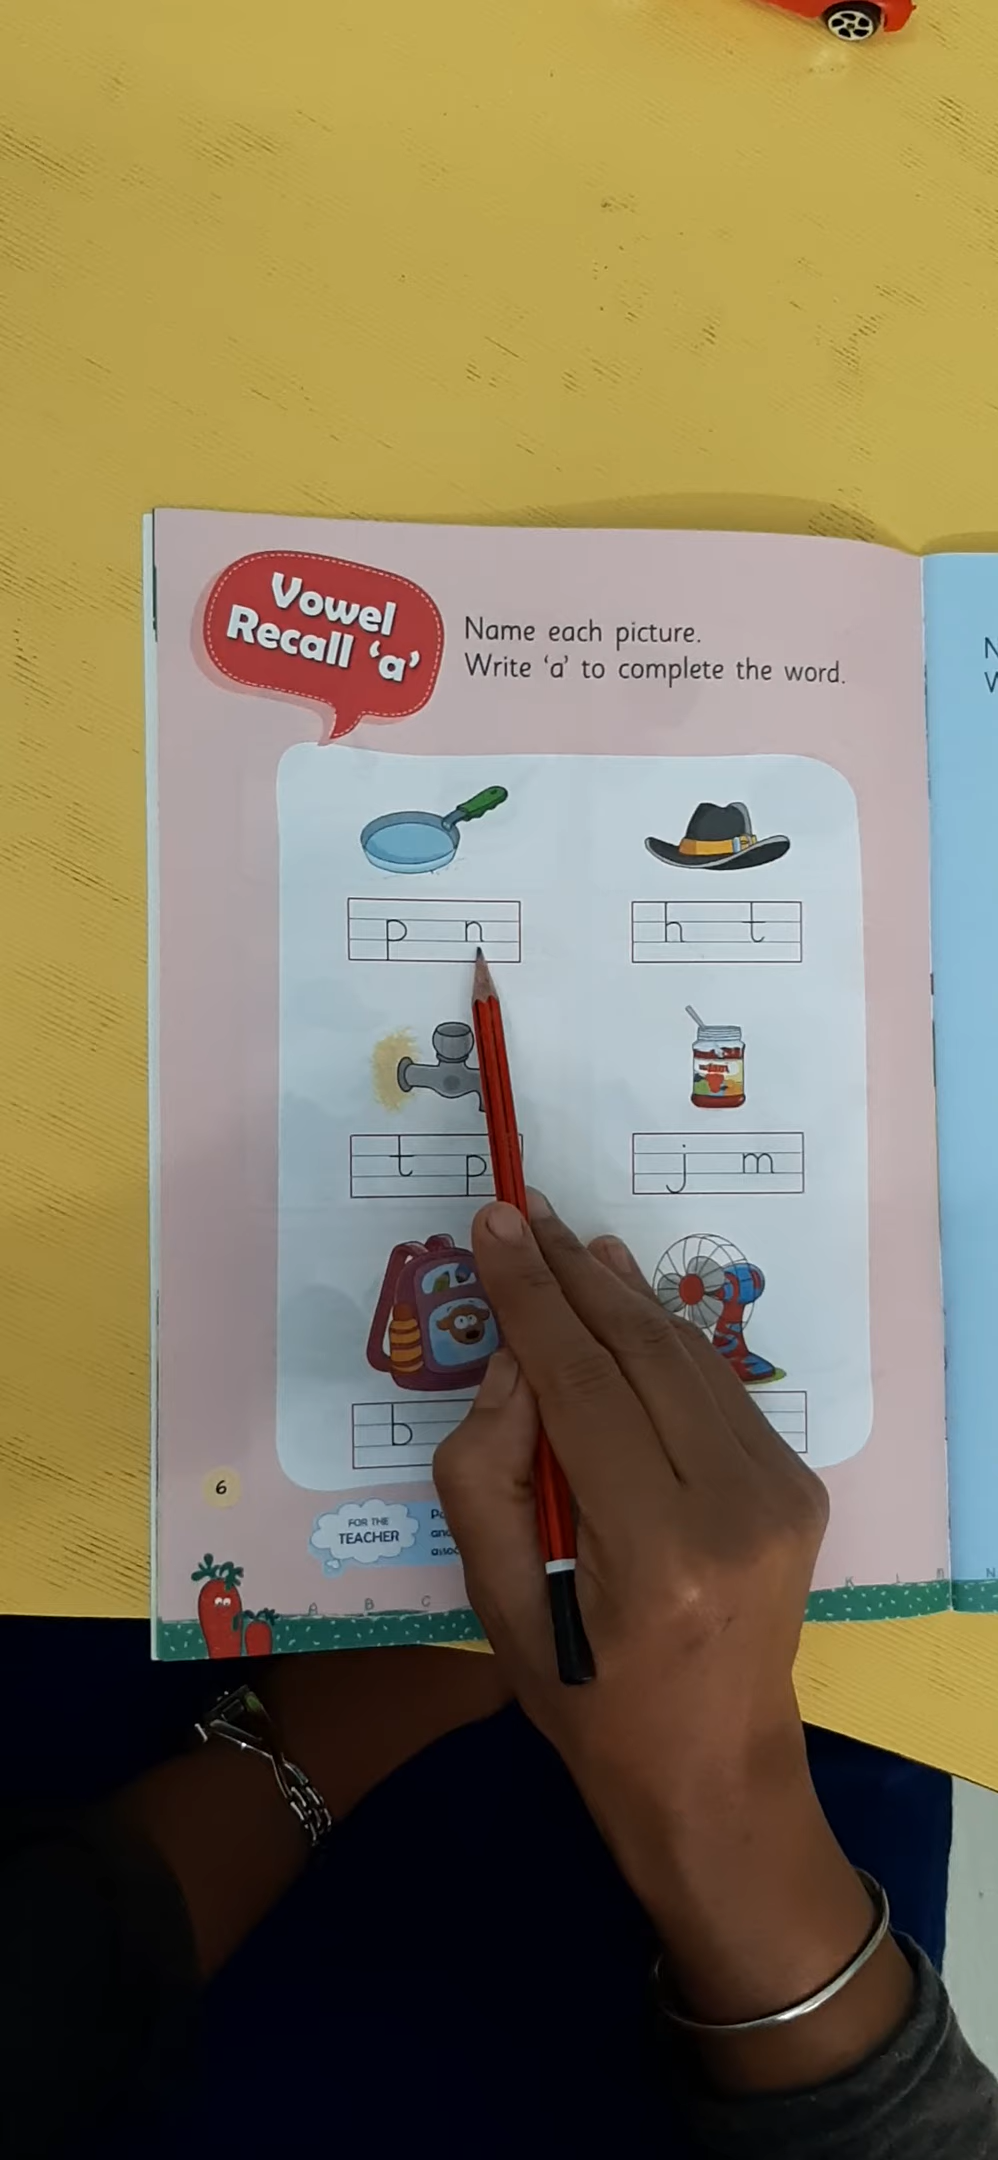 Vowel
Recall ‘a’
Name each picture.
Write ‘a’ to complete the word.
p n
h t
t p
j m
b
6
FOR THE
TEACHER
A B C
K L M N